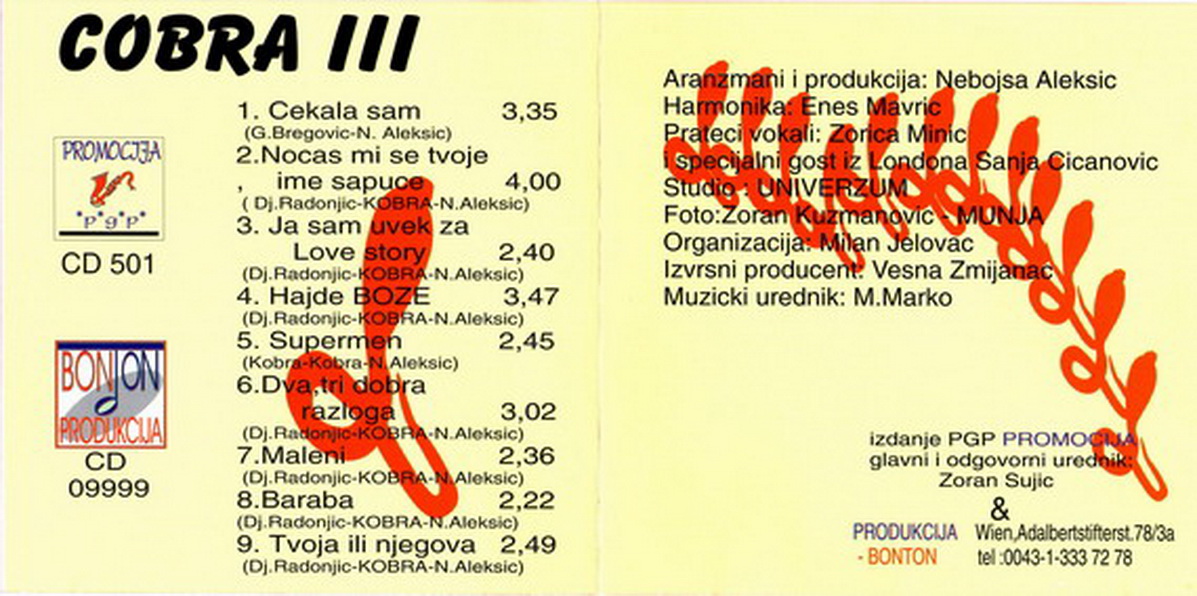 COBRA III
PROMOCIJA
"p"g"p"
CD 501
BONTON
PRODUKCIJA
CD
09999
1. Cekala sam 3,35
(G.Bregovic-N. Aleksic)
2.Nocas mi se tvoje
, ime sapuce 4,00
( Dj.Radonjic-KOBRA-N.Aleksic)
3. Ja sam uvek za
Love story 2,40
(Dj.Radonjic-KOBRA-N.Aleksic)
4. Hajde BOZE 3,47
(Dj.Radonjic-KOBRA-N.Aleksic)
5. Supermen 2,45
(Kobra-Kobra-N.Aleksic)
6.Dva,tri dobra
razloga 3,02
(Dj.Radonjic-KOBRA-N.Aleksic)
7.Maleni 2,36
(Dj.Radonjic-KOBRA-N.Aleksic)
8.Baraba 2,22
(Dj.Radonjic-KOBRA-N.Aleksic)
9. Tvoja ili njegova 2,49
(Dj.Radonjic-KOBRA-N.Aleksic)
Aranzmani i produkcija: Nebojsa Aleksic
Harmonika: Enes Mavric
Prateci vokali: Zorica Minic
i specijalni gost iz Londona Sanja Cicanovic
Studio : UNIVERZUM
Foto:Zoran Kuzmanovic - MUNJA
Organizacija: Milan Jelovac
Izvrsni producent: Vesna Zmijanac
Muzicki urednik: M.Marko
izdanje PGP PROMOCIJA
glavni i odgovorni urednik:
Zoran Sujic
&
PRODUKCIJA Wien,Adalbertstifterst.78/3a
- BONTON tel :0043-1-333 72 78